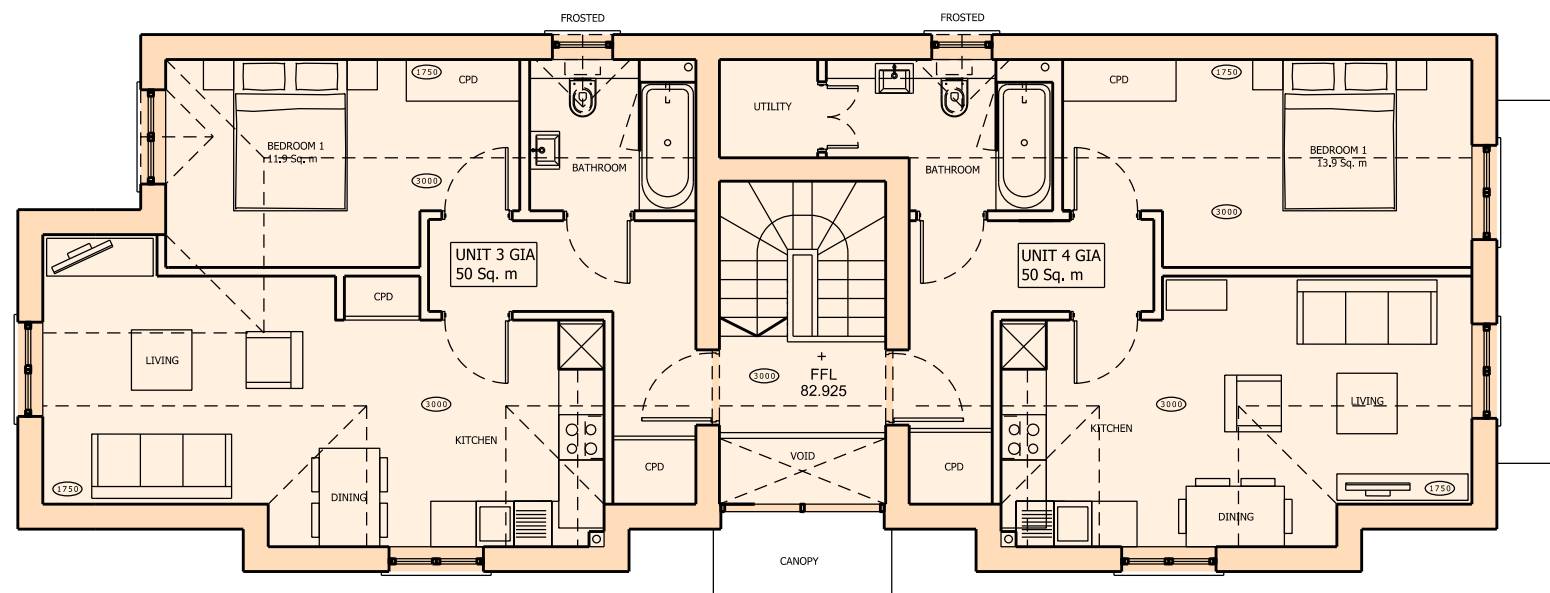 FROSTED
FROSTED
1750
CPD
CPD
1750
UTILITY
BEDROOM 1
11.9 Sq. m
BEDROOM 1
13.9 Sq. m
BATHROOM
BATHROOM
3000
3000
UNIT 3 GIA
50 Sq. m
UNIT 4 GIA
50 Sq. m
CPD
LIVING
+
FFL
82.925
3000
3000
3000
LIVING
KITCHEN
KITCHEN
VOID
CPD
CPD
1750
1750
DINING
DINING
CANOPY